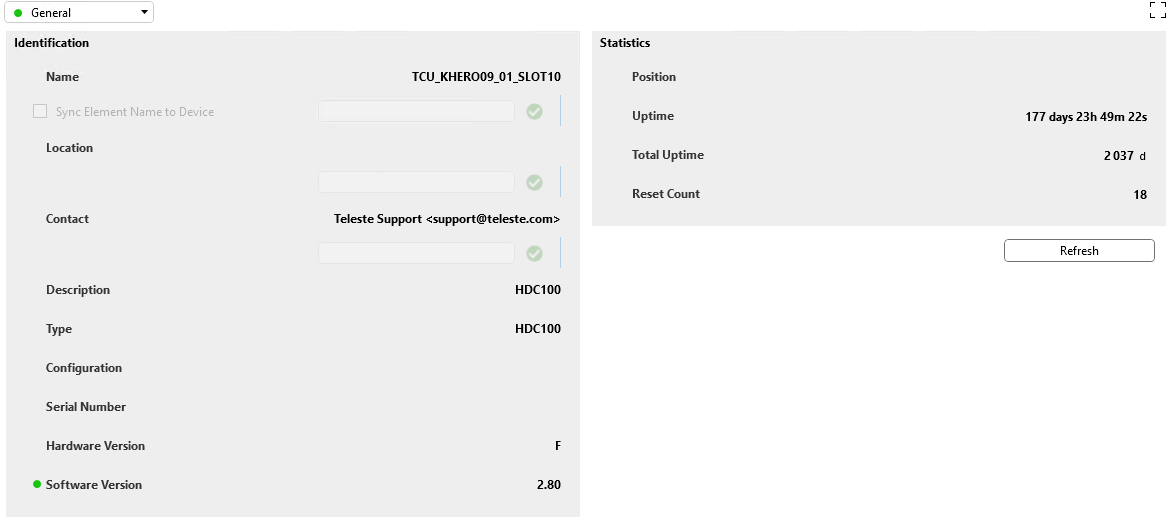 General
Identification
Name TCU_KHERO09_01_SLOT10
Sync Element Name to Device
Location
Contact Teleste Support <support@teleste.com>
Description HDC100
Type HDC100
Configuration
Serial Number
Hardware Version F
Software Version 2.80
Statistics
Position
Uptime 177 days 23h 49m 22s
Total Uptime 2 037 d
Reset Count 18
Refresh